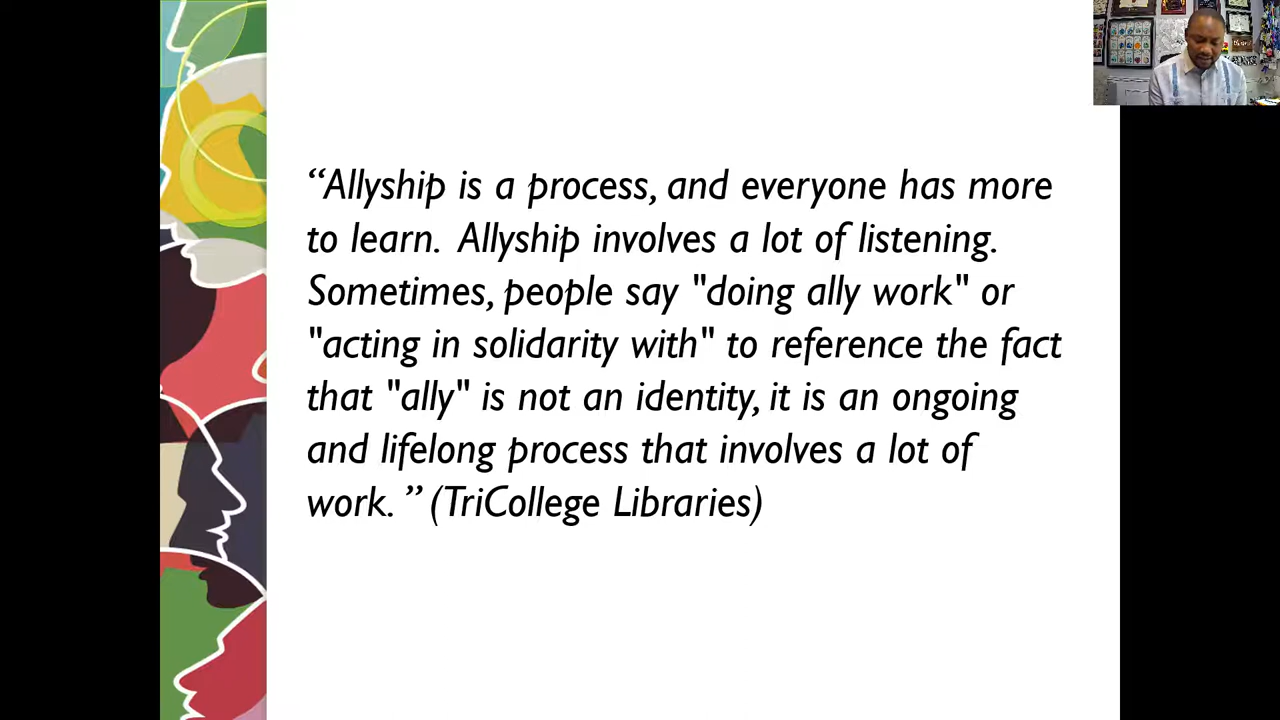 “Allyship is a process, and everyone has more
to learn.  Allyship involves a lot of listening.
Sometimes, people say "doing ally work" or
"acting in solidarity with" to reference the fact
that "ally" is not an identity, it is an ongoing
and lifelong process that involves a lot of
work. ” (TriCollege Libraries)